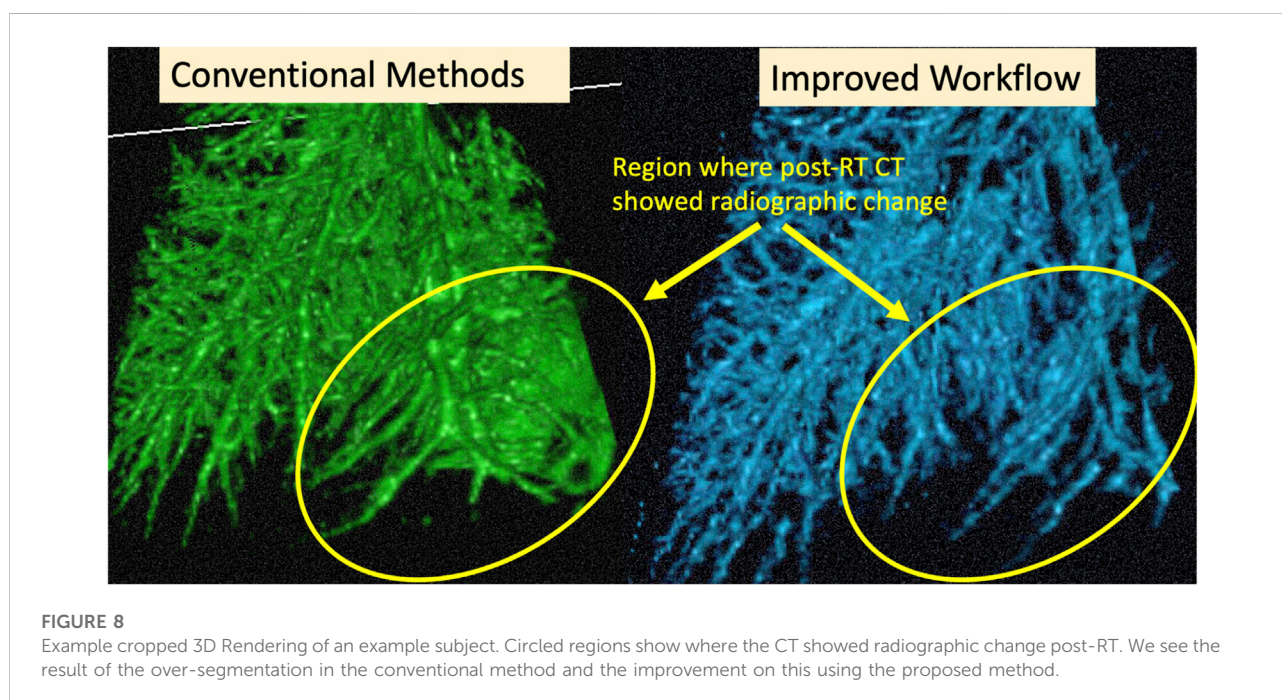 Conventional Methods
Improved Workflow
Region where post-RT CT
showed radiographic change
FIGURE 8
Example cropped 3D Rendering of an example subject. Circled regions show where the CT showed radiographic change post-RT. We see the
result of the over-segmentation in the conventional method and the improvement on this using the proposed method.